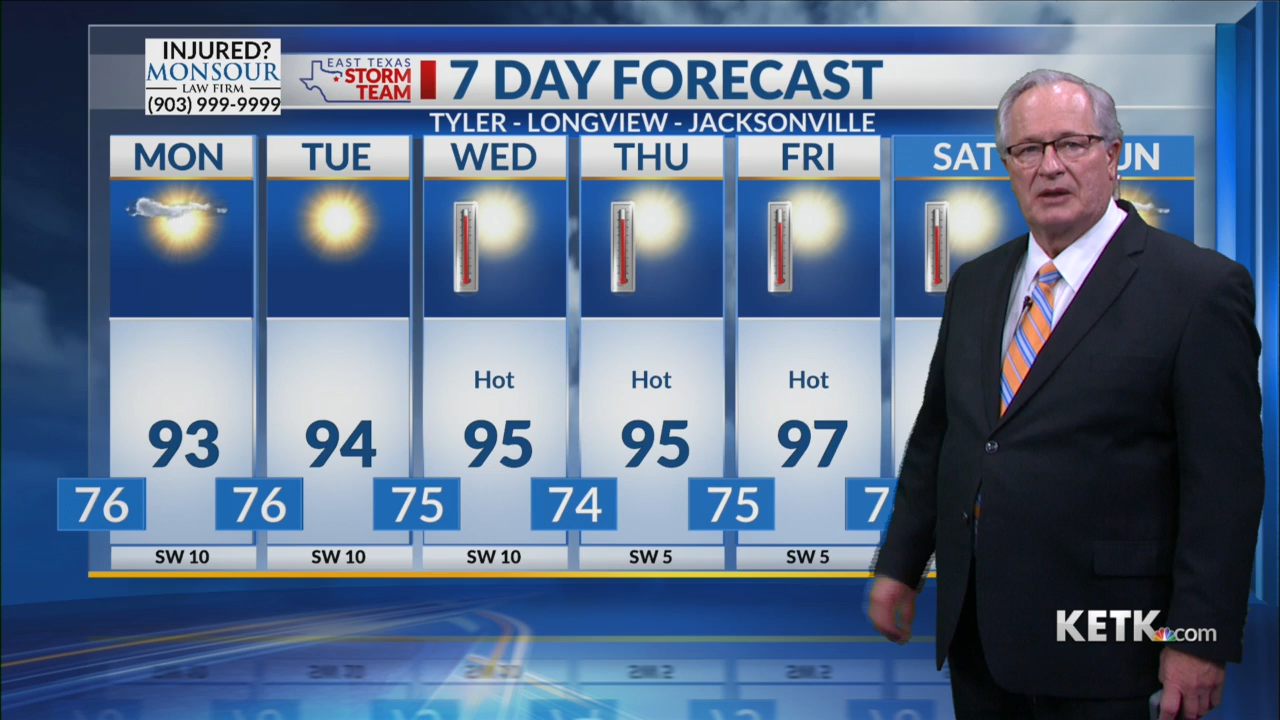 INJURED?
MONSOUR
LAW FIRM
(903) 999-9999
EAST TEXAS
STORM
TEAM
7 DAY FORECAST
TYLER - LONGVIEW - JACKSONVILLE
MON TUE WED THU FRI SAT
Hot Hot Hot
93 94 95 95 97
76 76 75 74 75
SW 10 SW 10 SW 10 SW 5 SW 5
KETK.com